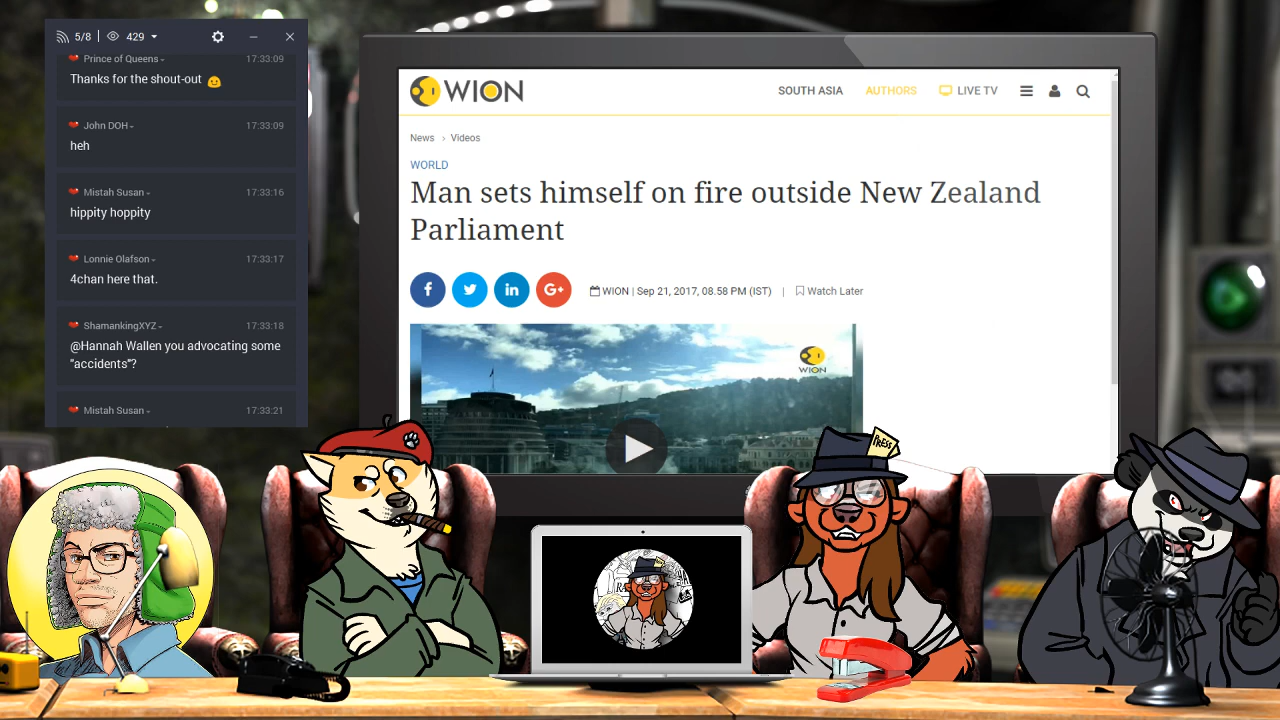 5/8 429
Prince of Queens 17:33:09
Thanks for the shout-out
John DOH 17:33:09
heh
Mistah Susan 17:33:16
hippity hoppity
Lonnie Olafson 17:33:17
4chan here that.
ShamankingXYZ 17:33:18
@Hannah Wallen you advocating some
"accidents"?
Mistah Susan 17:33:21
WION
SOUTH ASIA AUTHORS LIVE TV
News › Videos
WORLD
Man sets himself on fire outside New Zealand
Parliament
f in G+ WION | Sep 21, 2017, 08.58 PM (IST) | Watch Later
WION
PRESS